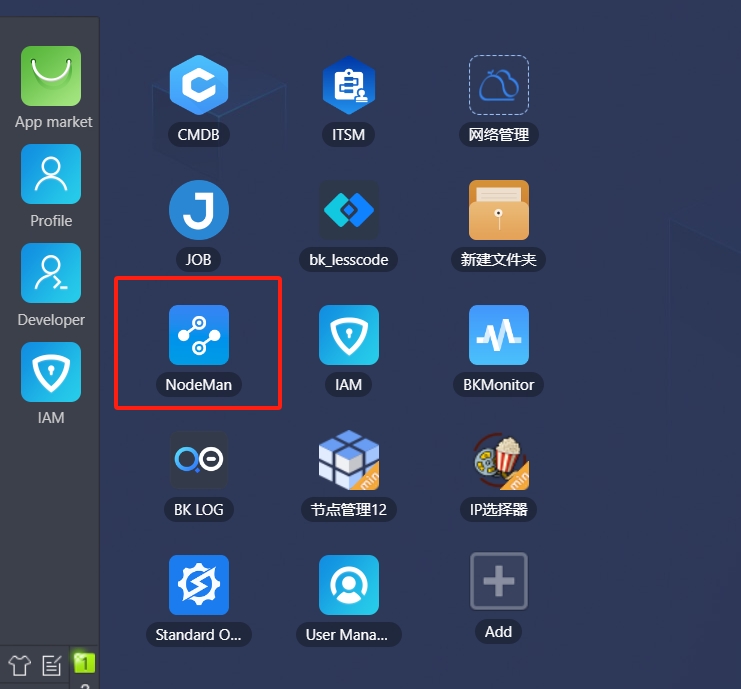 App market
Profile
Developer
IAM
CMDB
ITSM
网络管理
JOB
bk_lesscode
新建文件夹
NodeMan
IAM
BKMonitor
BK LOG
节点管理12
IP选择器
Standard O...
User Mana...
Add
1